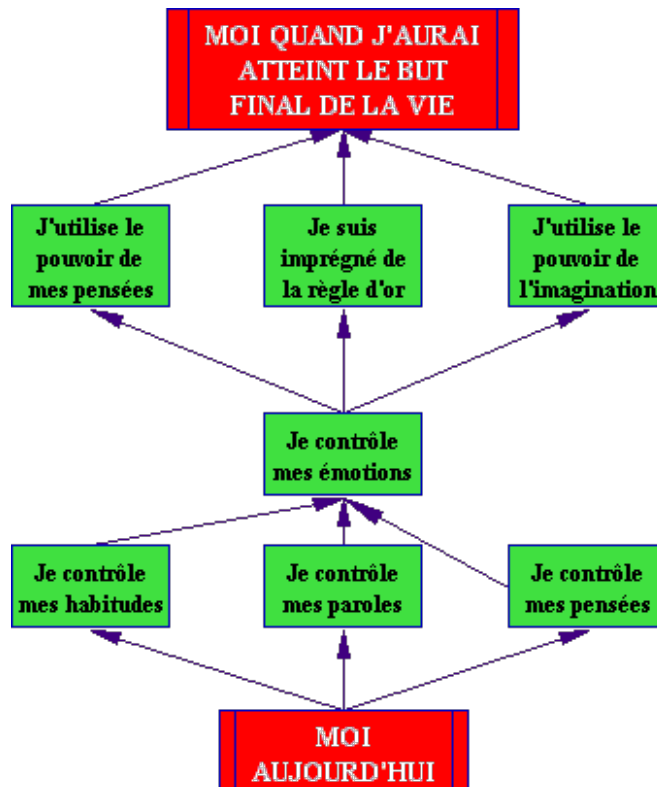 MOI QUAND J'AURAI
ATTEINT LE BUT
FINAL DE LA VIE
J'utilise le
pouvoir de
mes pensées
Je suis
imprégné de
la règle d'or
J'utilise le
pouvoir de
l'imagination
Je contrôle
mes émotions
Je contrôle
mes habitudes
Je contrôle
mes paroles
Je contrôle
mes pensées
MOI
AUJOURD'HUI